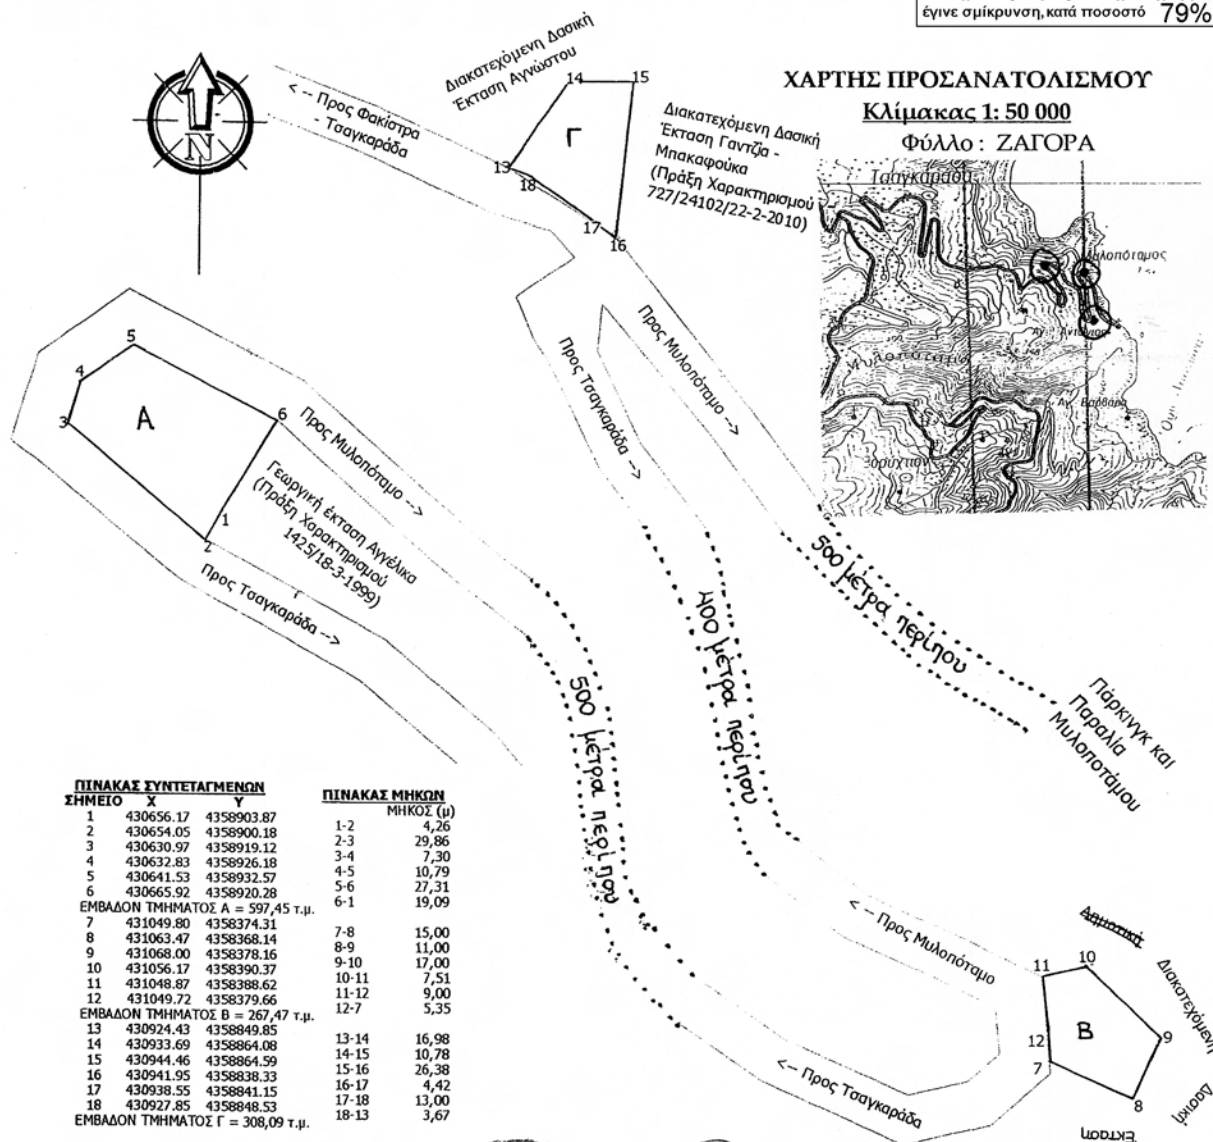 έγινε σμίκρυνση, κατά ποσοστό 79%
ΧΑΡΤΗΣ ΠΡΟΣΑΝΑΤΟΛΙΣΜΟΥ
Κλίμακας 1: 50 000
Φύλλο : ΖΑΓΟΡΑ
Τσαγκαράδα
Μυλοπόταμος
Αγ. Αντώνιος
Μυλοπόταμο
Αγ. Βαρβάρα
Ξορύχτιον
N
< -- Προς Φακίστρα
- Τσαγκαράδα
Διακατεχόμενη Δασική
Έκταση Αγνώστου
14
15
Γ
13
18
17
16
Διακατεχόμενη Δασική
Έκταση Γαντζία -
Μπακαφούκα
(Πράξη Χαρακτηρισμού
727/24102/22-2-2010)
Προς Μυλοπόταμο -->
Προς Τσαγκαράδα -->
5
4
3
Α
6
1
2
Προς Μυλοπόταμο -->
Γεωργική έκταση Αγγέλικα
(Πράξη Χαρακτηρισμού
1425/18-3-1999)
Προς Τσαγκαράδα -->
500 μέτρα περίπου
400 μέτρα περίπου
500 μέτρα περίπου
Πάρκινγκ και
Παραλία
Μυλοποτάμου
ΠΙΝΑΚΑΣ ΣΥΝΤΕΤΑΓΜΕΝΩΝ
ΣΗΜΕΙΟ X Y
1 430656.17 4358903.87
2 430654.05 4358900.18
3 430630.97 4358919.12
4 430632.83 4358926.18
5 430641.53 4358932.57
6 430665.92 4358920.28
ΕΜΒΑΔΟΝ ΤΜΗΜΑΤΟΣ Α = 597,45 τ.μ.
7 431049.80 4358374.31
8 431063.47 4358368.14
9 431068.00 4358378.16
10 431056.17 4358390.37
11 431048.87 4358388.62
12 431049.72 4358379.66
ΕΜΒΑΔΟΝ ΤΜΗΜΑΤΟΣ Β = 267,47 τ.μ.
13 430924.43 4358849.85
14 430933.69 4358864.08
15 430944.46 4358864.59
16 430941.95 4358838.33
17 430938.55 4358841.15
18 430927.85 4358848.53
ΕΜΒΑΔΟΝ ΤΜΗΜΑΤΟΣ Γ = 308,09 τ.μ.
ΠΙΝΑΚΑΣ ΜΗΚΩΝ
ΜΗΚΟΣ (μ)
1-2 4,26
2-3 29,86
3-4 7,30
4-5 10,79
5-6 27,31
6-1 19,09
7-8 15,00
8-9 11,00
9-10 17,00
10-11 7,51
11-12 9,00
12-7 5,35
13-14 16,98
14-15 10,78
15-16 26,38
16-17 4,42
17-18 13,00
18-13 3,67
< -- Προς Μυλοπόταμο
<-- Προς Τσαγκαράδα
11
10
12
7
Β
9
8
Δημοτική
Διακατεχόμενη
Δασική
Έκταση